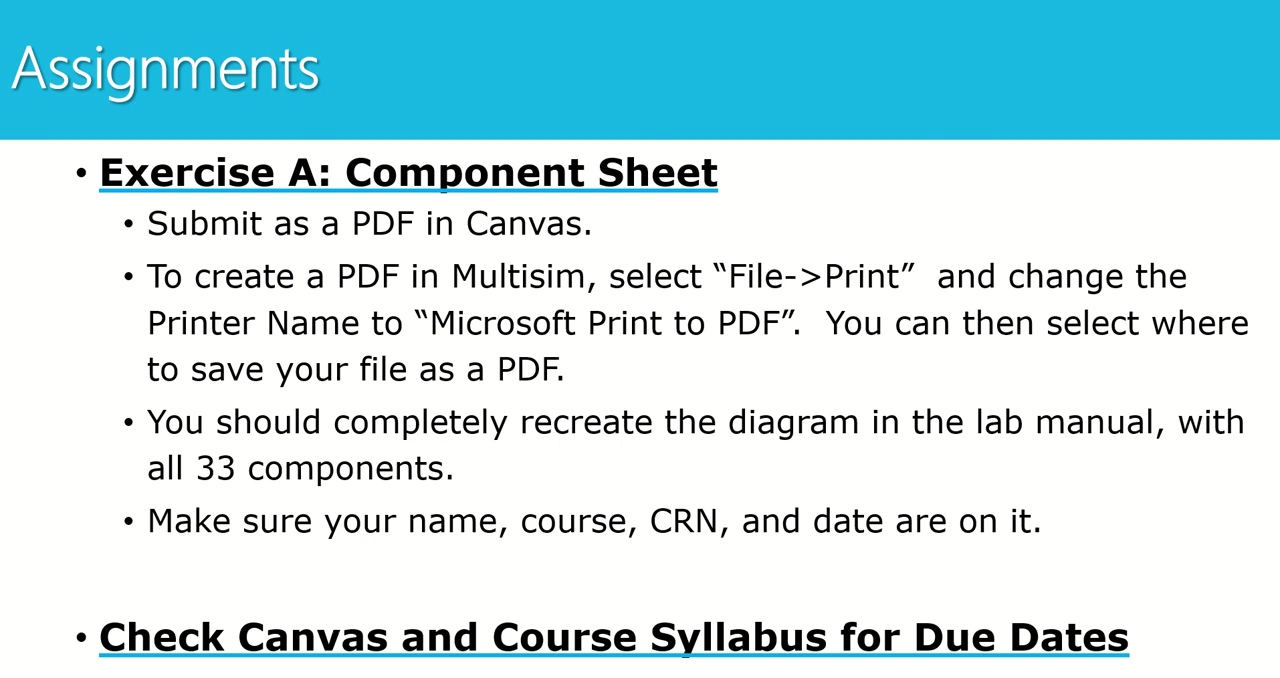 Assignments
• Exercise A: Component Sheet
• Submit as a PDF in Canvas.
• To create a PDF in Multisim, select “File->Print”  and change the
Printer Name to “Microsoft Print to PDF”.  You can then select where
to save your file as a PDF.
• You should completely recreate the diagram in the lab manual, with
all 33 components.
• Make sure your name, course, CRN, and date are on it.
• Check Canvas and Course Syllabus for Due Dates